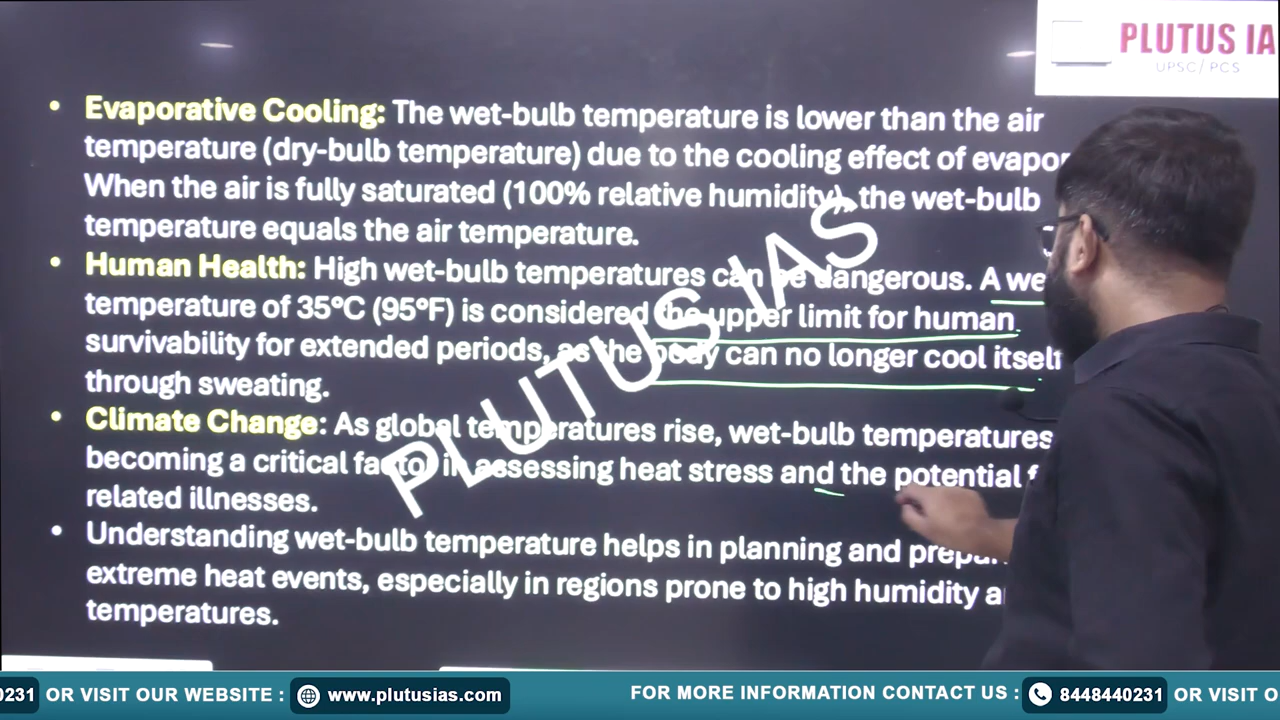 PLUTUS IA
UPSC/PCS
• Evaporative Cooling: The wet-bulb temperature is lower than the air
temperature (dry-bulb temperature) due to the cooling effect of evapor
When the air is fully saturated (100% relative humidity), the wet-bulb
temperature equals the air temperature.
• Human Health: High wet-bulb temperatures can be dangerous. A we
temperature of 35°C (95°F) is considered the upper limit for human
survivability for extended periods, as the body can no longer cool itself
through sweating.
• Climate Change: As global temperatures rise, wet-bulb temperatures
becoming a critical factor in assessing heat stress and the potential f
related illnesses.
• Understanding wet-bulb temperature helps in planning and prepar
extreme heat events, especially in regions prone to high humidity a
temperatures.
PLUTUS IAS
0231 OR VISIT OUR WEBSITE : www.plutusias.com FOR MORE INFORMATION CONTACT US : 8448440231 OR VISIT O